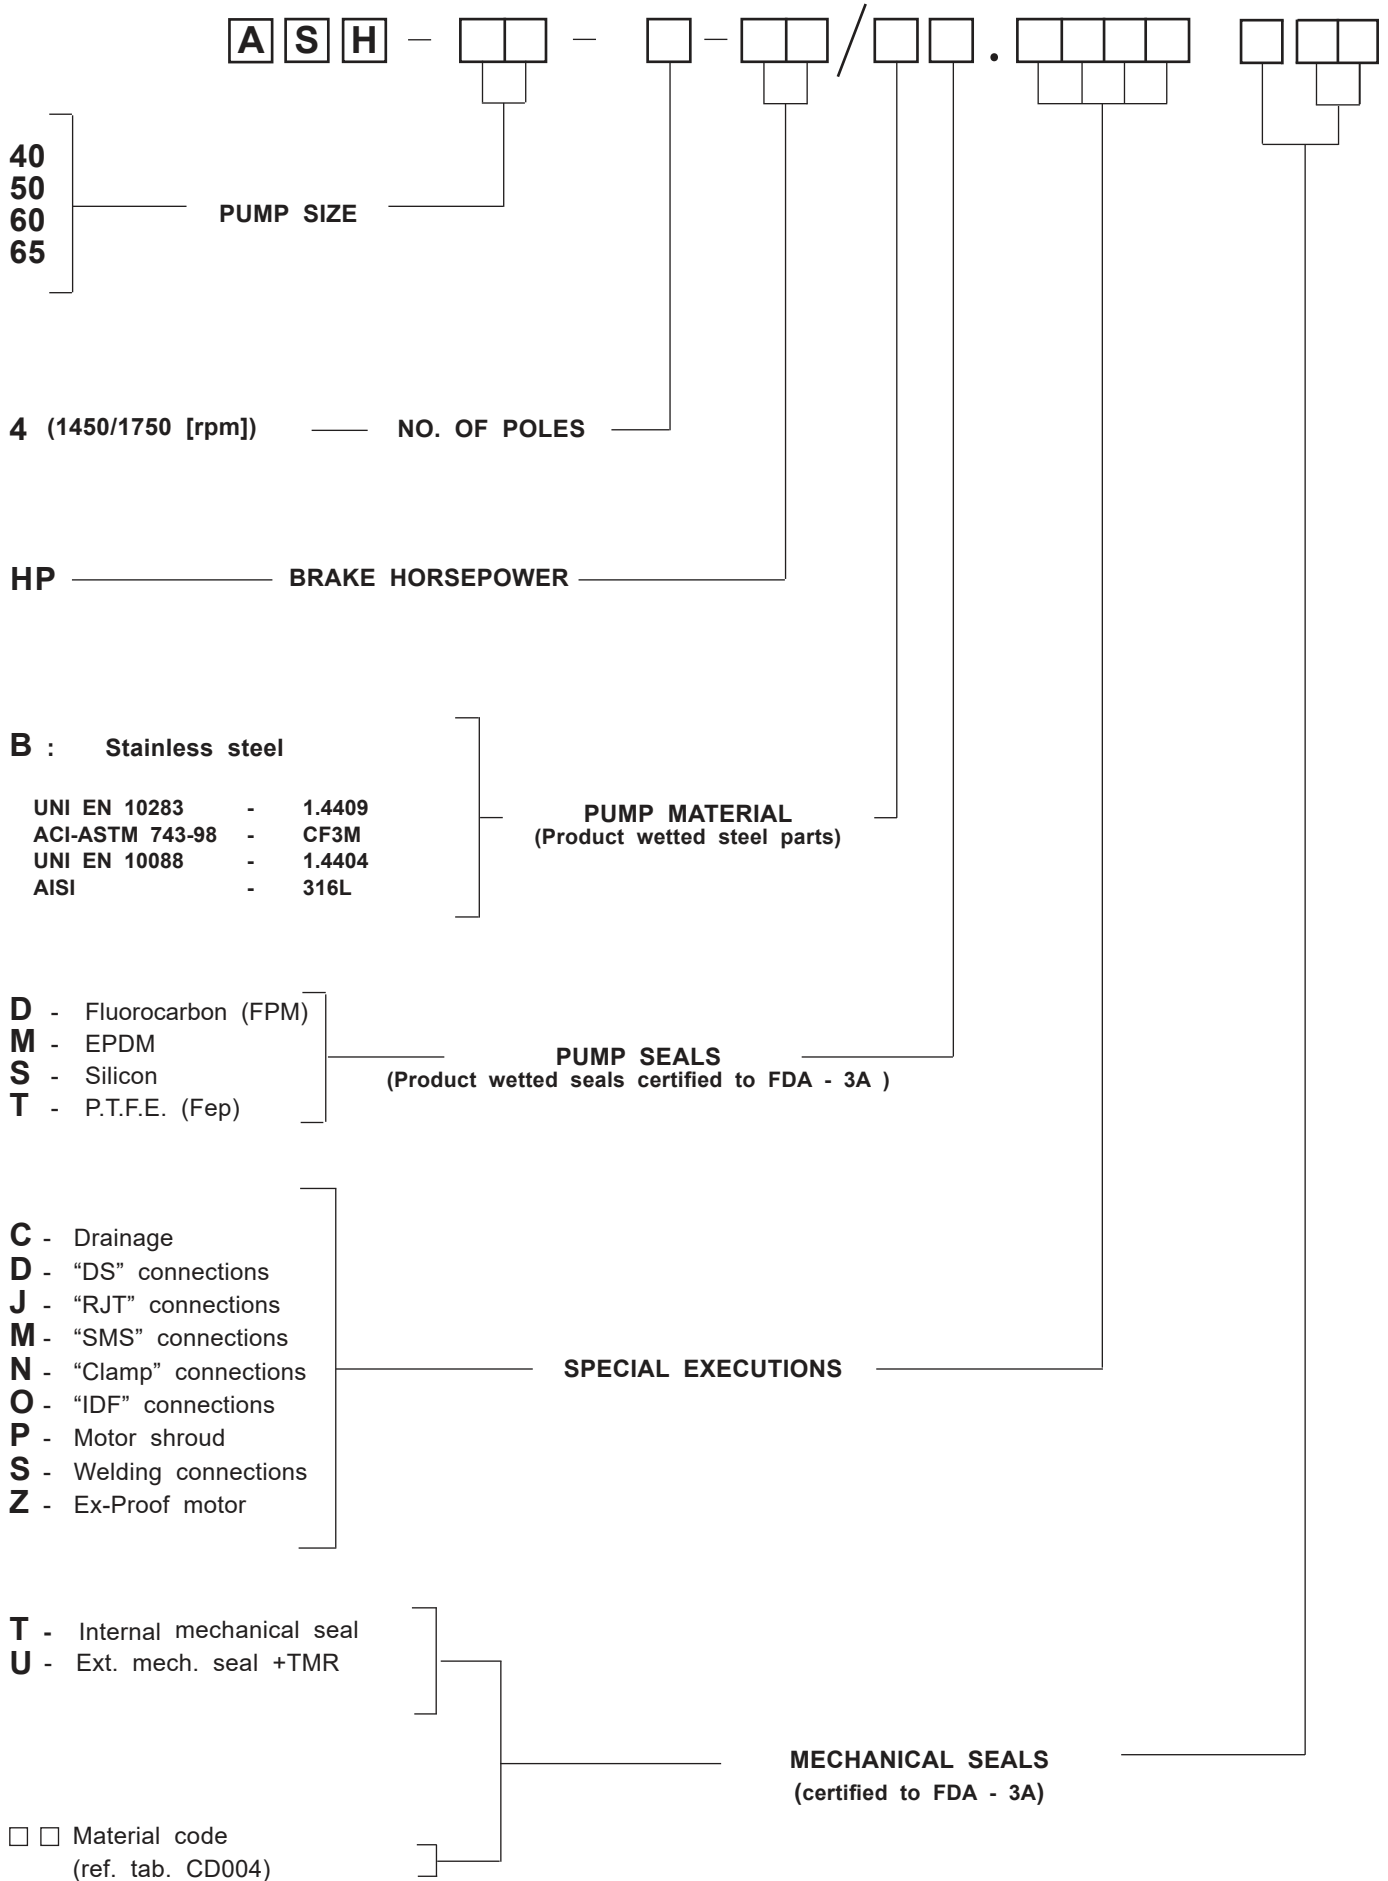 A S H – – – / .
40
50
60
65
PUMP SIZE
4 (1450/1750 [rpm]) NO. OF POLES
HP BRAKE HORSEPOWER
B : Stainless steel
UNI EN 10283 - 1.4409
ACI-ASTM 743-98 - CF3M
UNI EN 10088 - 1.4404
AISI - 316L
PUMP MATERIAL
(Product wetted steel parts)
D - Fluorocarbon (FPM)
M - EPDM
S - Silicon
T - P.T.F.E. (Fep)
PUMP SEALS
(Product wetted seals certified to FDA - 3A )
C - Drainage
D - “DS” connections
J - “RJT” connections
M - “SMS” connections
N - “Clamp” connections
O - “IDF” connections
P - Motor shroud
S - Welding connections
Z - Ex-Proof motor
SPECIAL EXECUTIONS
T - Internal mechanical seal
U - Ext. mech. seal +TMR
MECHANICAL SEALS
(certified to FDA - 3A)
□ □ Material code
(ref. tab. CD004)